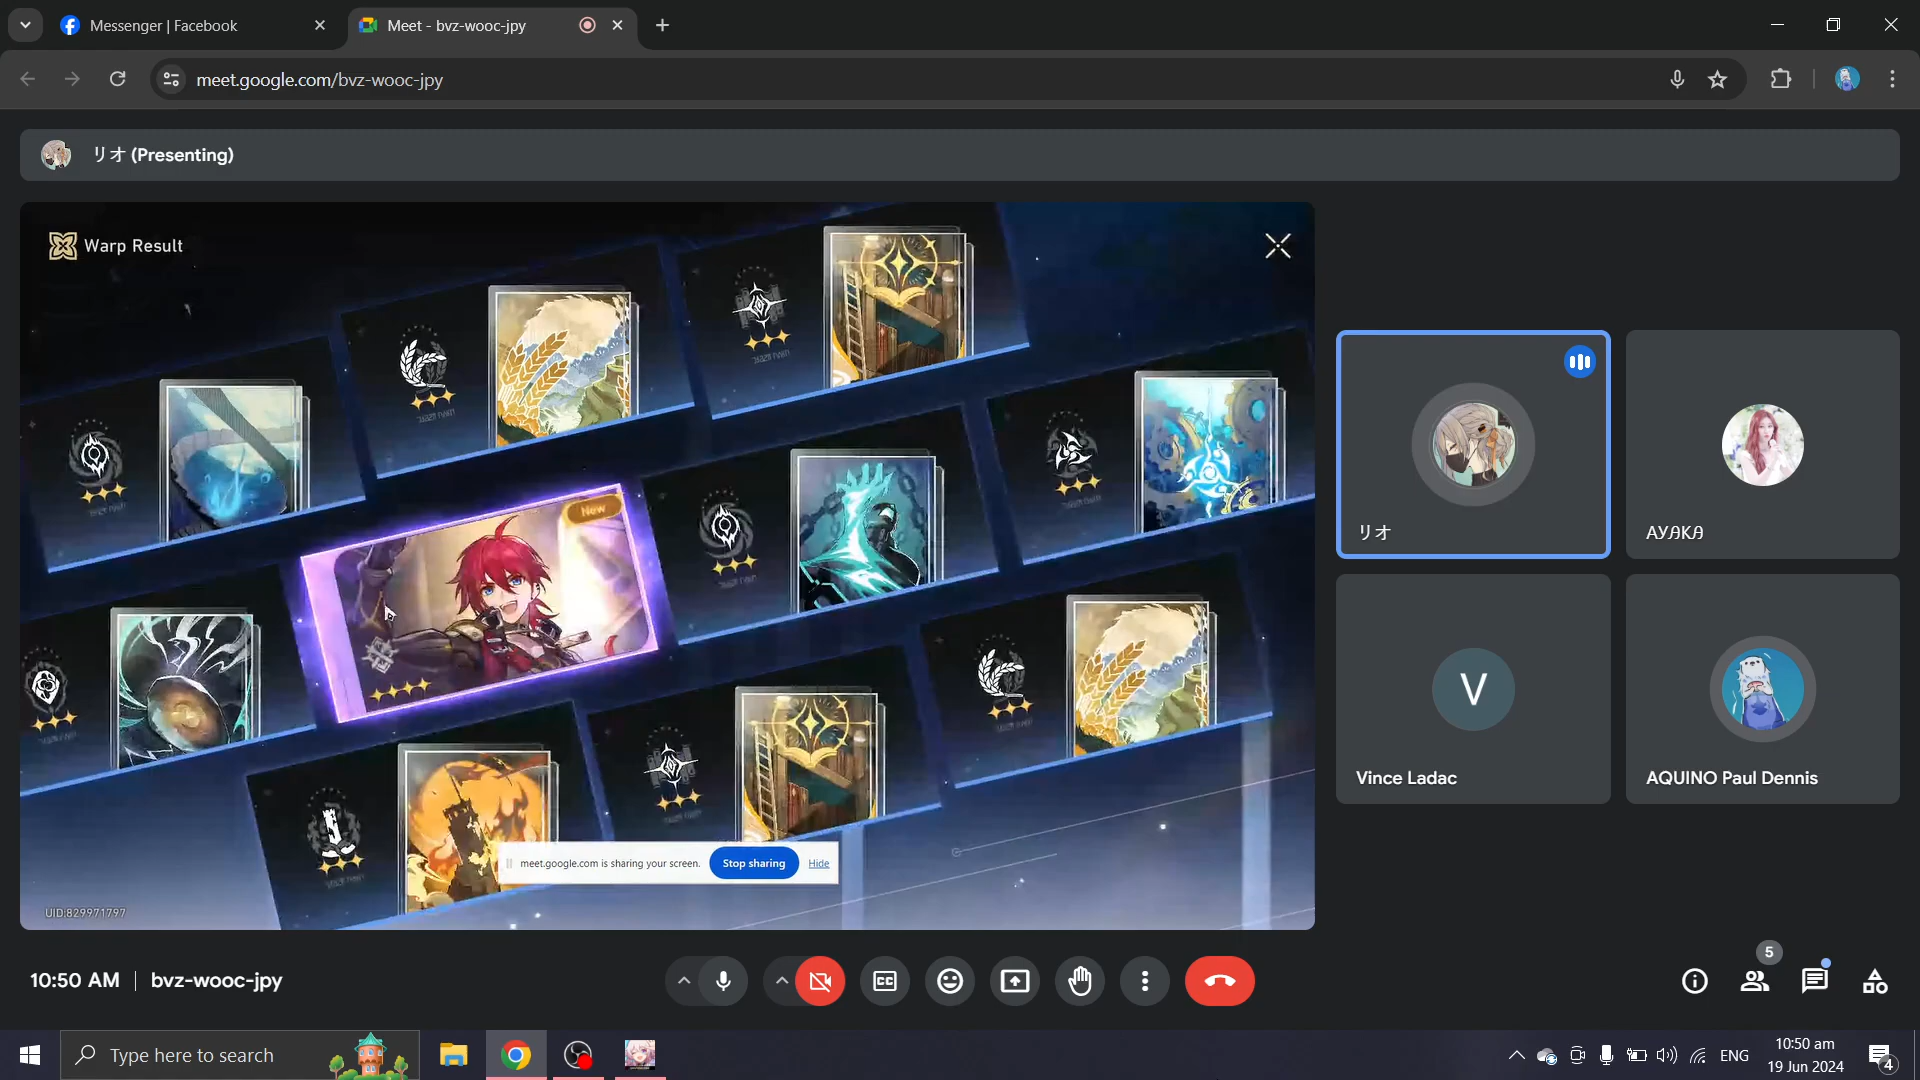 Messenger | Facebook
Meet - bvz-wooc-jpy
meet.google.com/bvz-wooc-jpy
リオ (Presenting)
Warp Result
New
meet.google.com is sharing your screen.
Stop sharing
Hide
UID:829971797
リオ
Vince Ladac
AQUINO Paul Dennis
V
10:50 AM
bvz-wooc-jpy
CC
5
Type here to search
ENG
10:50 am
19 Jun 2024
4